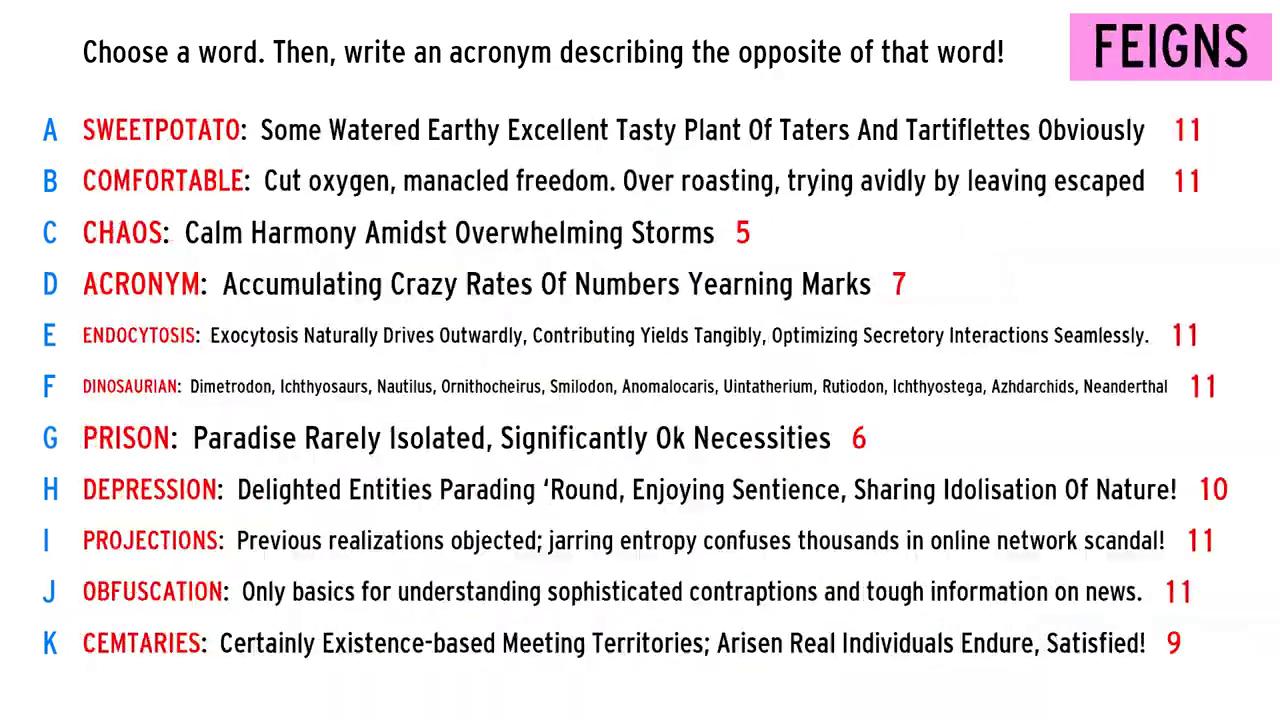 Choose a word. Then, write an acronym describing the opposite of that word!
FEIGNS
A SWEETPOTATO: Some Watered Earthy Excellent Tasty Plant Of Taters And Tartiflettes Obviously 11
B COMFORTABLE: Cut oxygen, manacled freedom. Over roasting, trying avidly by leaving escaped 11
C CHAOS: Calm Harmony Amidst Overwhelming Storms 5
D ACRONYM: Accumulating Crazy Rates Of Numbers Yearning Marks 7
E ENDOCYTOSIS: Exocytosis Naturally Drives Outwardly, Contributing Yields Tangibly, Optimizing Secretory Interactions Seamlessly. 11
F DINOSAURIAN: Dimetrodon, Ichthyosaurs, Nautilus, Ornithocheirus, Smilodon, Anomalocaris, Uintatherium, Rutiodon, Ichthyostega, Azhdarchids, Neanderthal 11
G PRISON: Paradise Rarely Isolated, Significantly Ok Necessities 6
H DEPRESSION: Delighted Entities Parading ‘Round, Enjoying Sentience, Sharing Idolisation Of Nature! 10
I PROJECTIONS: Previous realizations objected; jarring entropy confuses thousands in online network scandal! 11
J OBFUSCATION: Only basics for understanding sophisticated contraptions and tough information on news. 11
K CEMTARIES: Certainly Existence-based Meeting Territories; Arisen Real Individuals Endure, Satisfied! 9